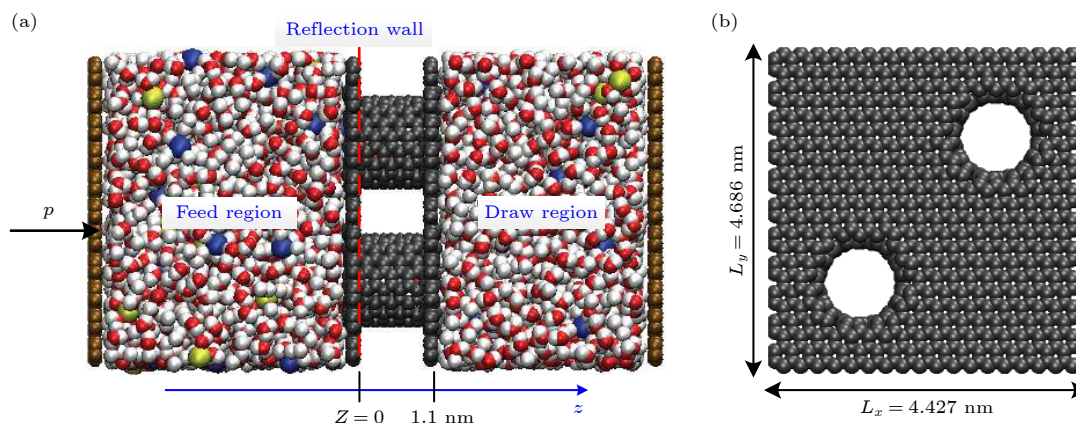 (a)
Reflection wall
(b)
p
Feed region
Draw region
z
Z = 0
1.1 nm
L_y = 4.686 nm
L_x = 4.427 nm